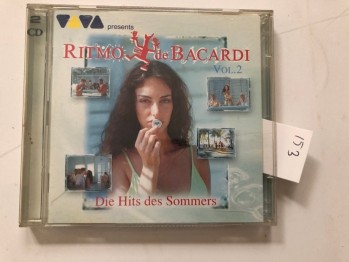 VIVA presents
RITMO de BACARDI
VOL.2
Die Hits des Sommers
2
CD
153